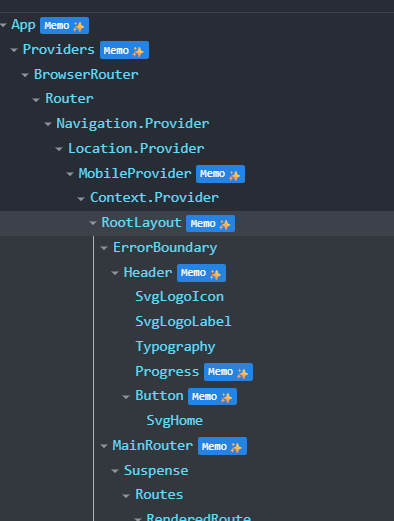 App Memo ✨
Providers Memo ✨
BrowserRouter
Router
Navigation.Provider
Location.Provider
MobileProvider Memo ✨
Context.Provider
RootLayout Memo ✨
ErrorBoundary
Header Memo ✨
SvgLogoIcon
SvgLogoLabel
Typography
Progress Memo ✨
Button Memo ✨
SvgHome
MainRouter Memo ✨
Suspense
Routes
RenderedRoute